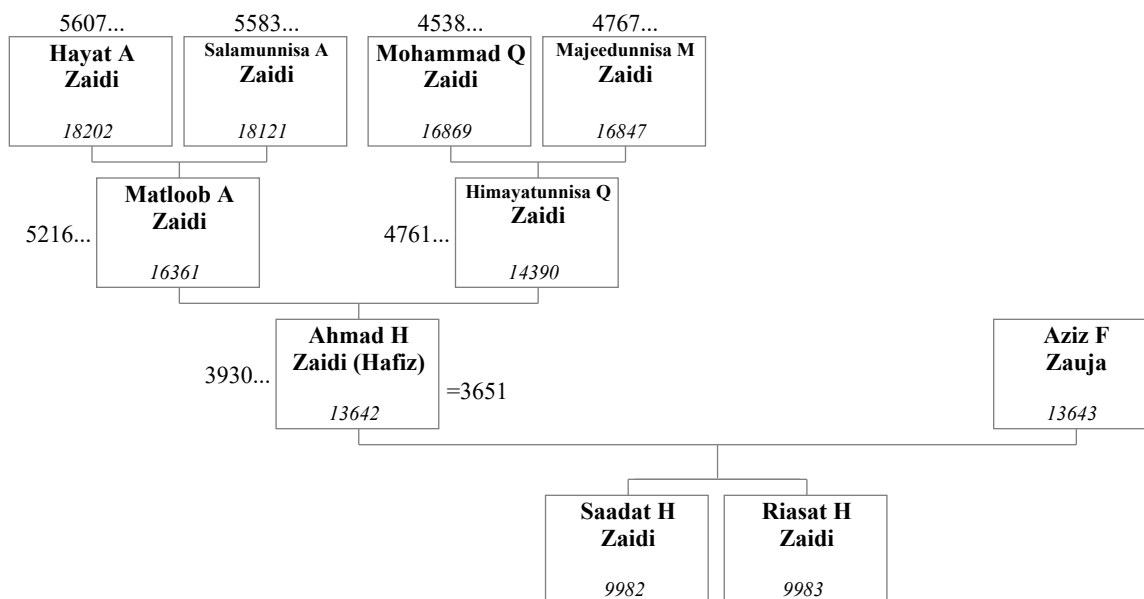 5607...
5583...
4538...
4767...
Hayat A
Zaidi
18202
Salamunnisa A
Zaidi
18121
Mohammad Q
Zaidi
16869
Majeedunnisa M
Zaidi
16847
5216...
Matloob A
Zaidi
16361
4761...
Himayatunnisa Q
Zaidi
14390
3930...
Ahmad H
Zaidi (Hafiz)
13642
=3651
Aziz F
Zauja
13643
Saadat H
Zaidi
9982
Riasat H
Zaidi
9983